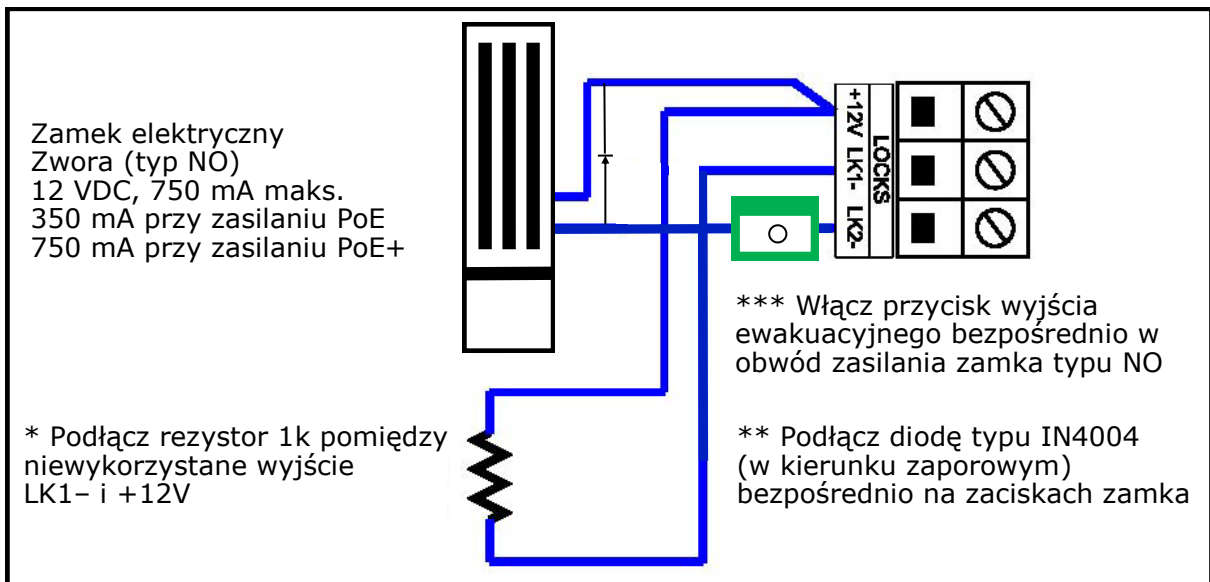 Zamek elektryczny
Zwora (typ NO)
12 VDC, 750 mA maks.
350 mA przy zasilaniu PoE
750 mA przy zasilaniu PoE+
+12V
LK1-
LK2-
LOCKS
*** Włącz przycisk wyjścia
ewakuacyjnego bezpośrednio w
obwód zasilania zamka typu NO
* Podłącz rezystor 1k pomiędzy
niewykorzystane wyjście
LK1– i +12V
** Podłącz diodę typu IN4004
(w kierunku zaporowym)
bezpośrednio na zaciskach zamka